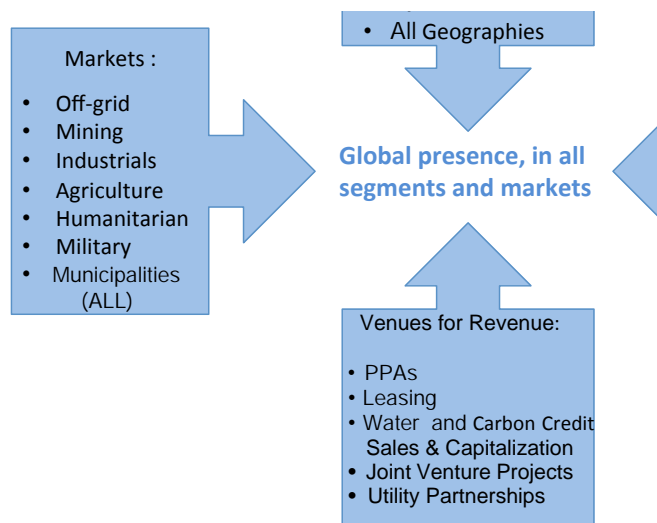 • All Geographies
Markets :
• Off-grid
• Mining
• Industrials
• Agriculture
• Humanitarian
• Military
• Municipalities
(ALL)
Global presence, in all
segments and markets
Venues for Revenue:
• PPAs
• Leasing
• Water and Carbon Credit
Sales & Capitalization
• Joint Venture Projects
• Utility Partnerships